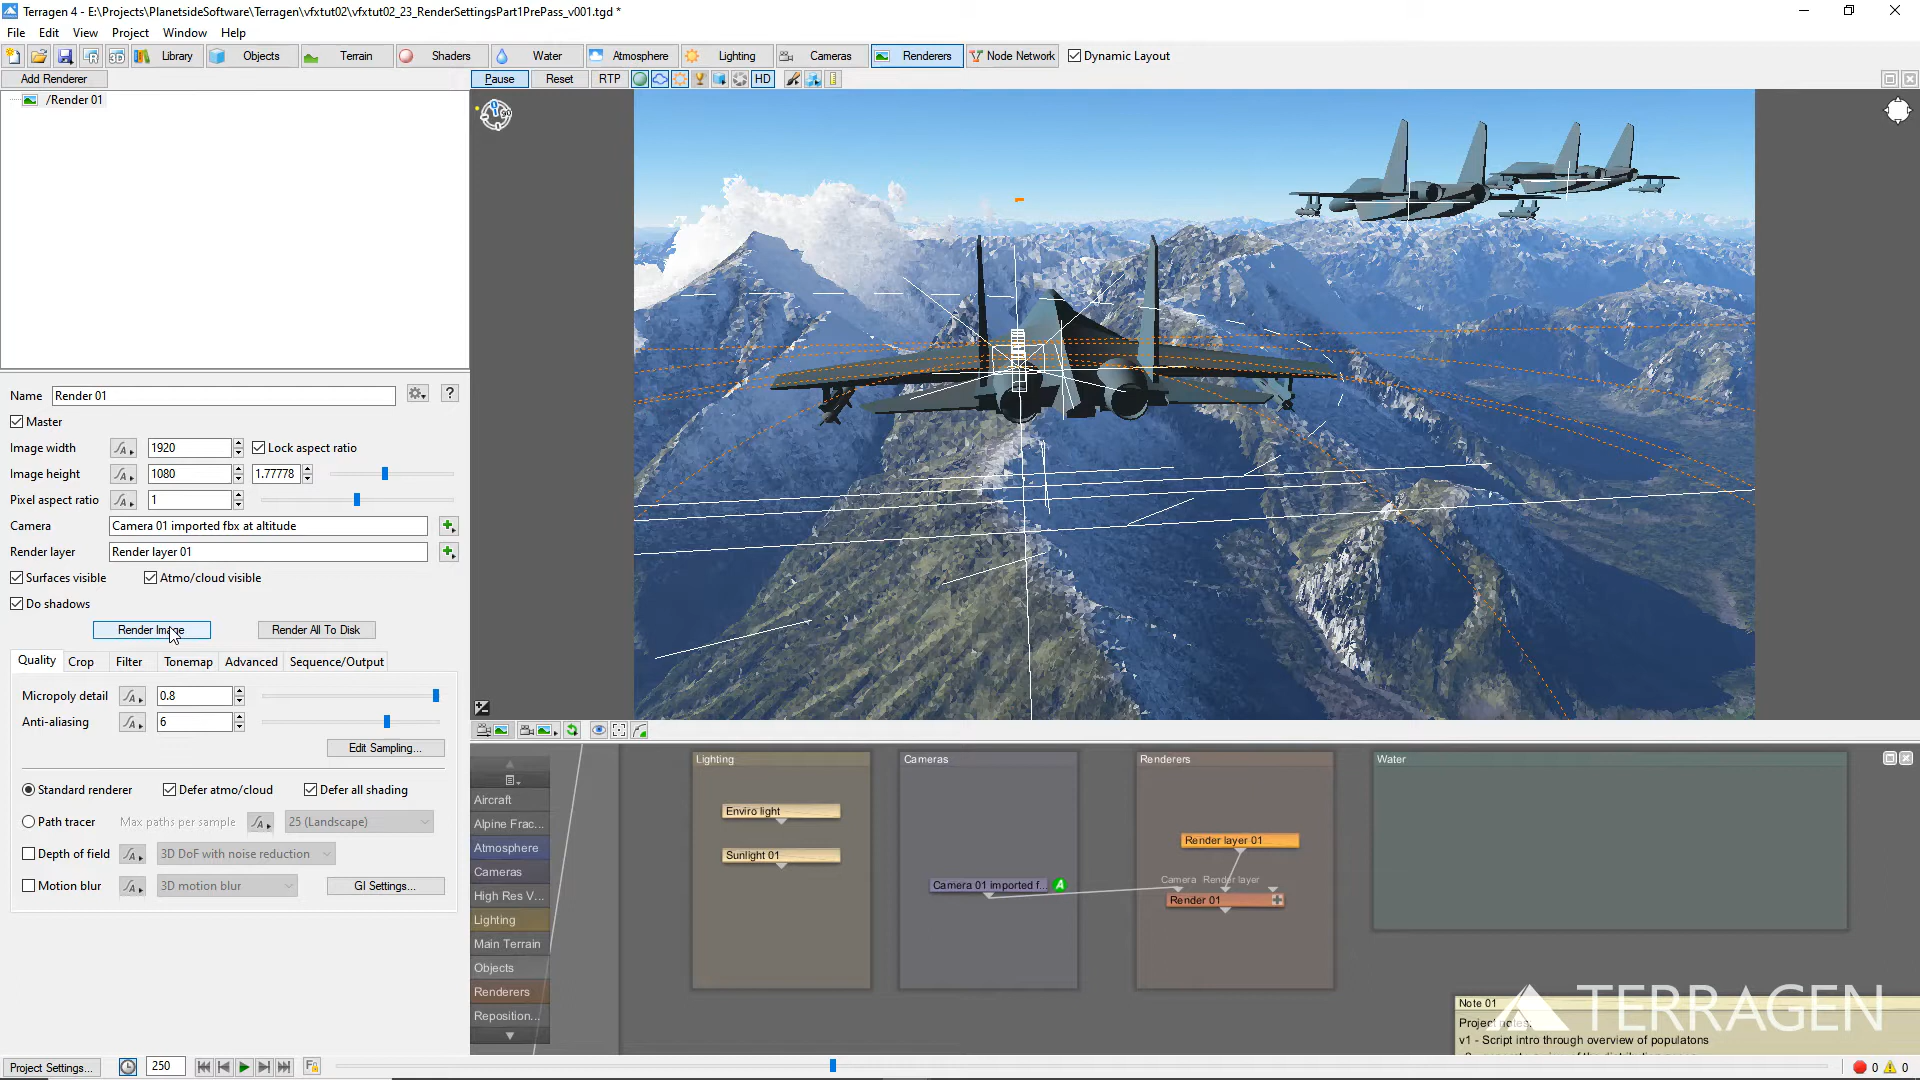 Terragen 4 - E:\Projects\PlanetsideSoftware\Terragen\vfxtut02\vfxtut02_23_RenderSettingsPart1PrePass_v001.tgd *
File Edit View Project Window Help
Library Objects Terrain Shaders Water Atmosphere Lighting Cameras Renderers Node Network Dynamic Layout
Add Renderer
Pause Reset RTP HD
/Render 01
Name Render 01 ?
Master
Image width 1920 Lock aspect ratio
Image height 1080 1.77778
Pixel aspect ratio 1
Camera Camera 01 imported fbx at altitude
Render layer Render layer 01
Surfaces visible Atmo/cloud visible
Do shadows
Render Image Render All To Disk
Quality Crop Filter Tonemap Advanced Sequence/Output
Micropoly detail 0.8
Anti-aliasing 6
Edit Sampling...
Standard renderer Defer atmo/cloud Defer all shading
Path tracer Max paths per sample 25 (Landscape)
Depth of field 3D DoF with noise reduction
Motion blur 3D motion blur GI Settings...
Aircraft
Alpine Frac...
Atmosphere
Cameras
High Res V...
Lighting
Main Terrain
Objects
Renderers
Reposition...
Lighting
Enviro light
Sunlight 01
Cameras
Camera 01 imported f... A
Renderers
Render layer 01
Camera Render layer
Render 01
Water
Note 01
Project notes:
v1 - Script intro through overview of populatons
TERRAGEN
Project Settings... 250 0 0